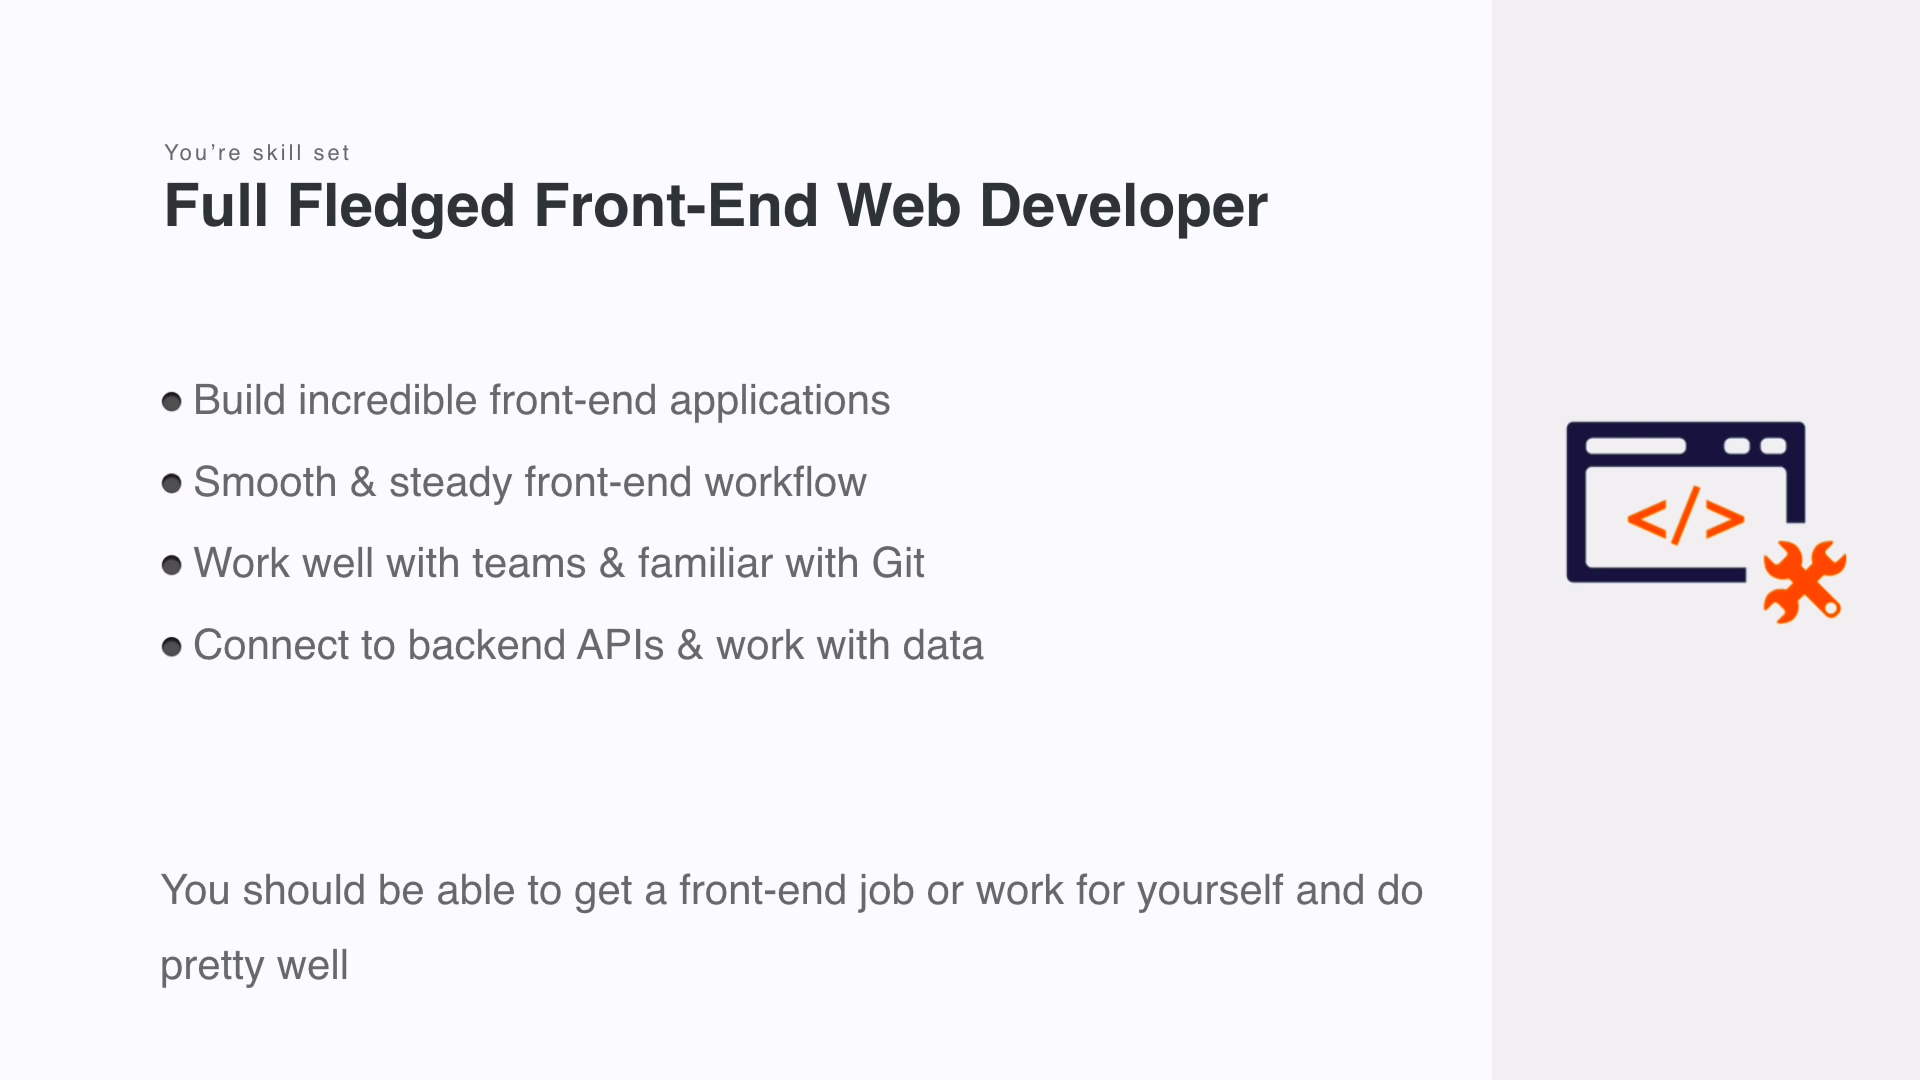 You’re skill set
Full Fledged Front-End Web Developer
● Build incredible front-end applications
● Smooth & steady front-end workflow
● Work well with teams & familiar with Git
● Connect to backend APIs & work with data
You should be able to get a front-end job or work for yourself and do
pretty well
</>